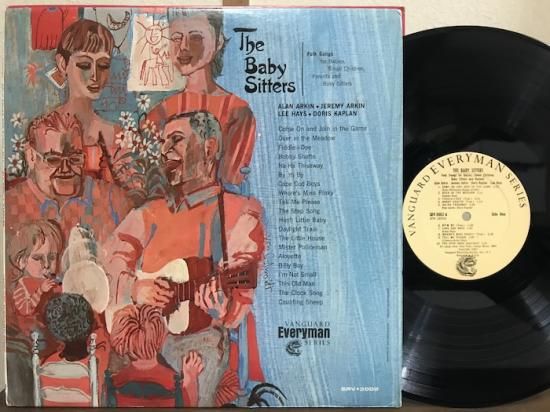 The
Baby
Sitters
Folk Songs
for Babies,
Small Children,
Parents and
Baby Sitters
ALAN ARKIN • JEREMY ARKIN
LEE HAYS • DORIS KAPLAN
Come On and Join in the Game
Over in the Meadow
Fiddle-Dee
Bobby Shafto
Ha-Ha Thisaway
By 'n By
Cape Cod Boys
Where's Miss Pinky
Tell Me Please
The Step Song
Hush Little Baby
Daylight Train
The Little House
Mister Policeman
Alouette
Billy Boy
I'm Not Small
This Old Man
The Clock Song
Counting Sheep
VANGUARD
Everyman
SERIES
SRV•3002
VANGUARD EVERYMAN SERIES
THE BABY SITTERS
Side One